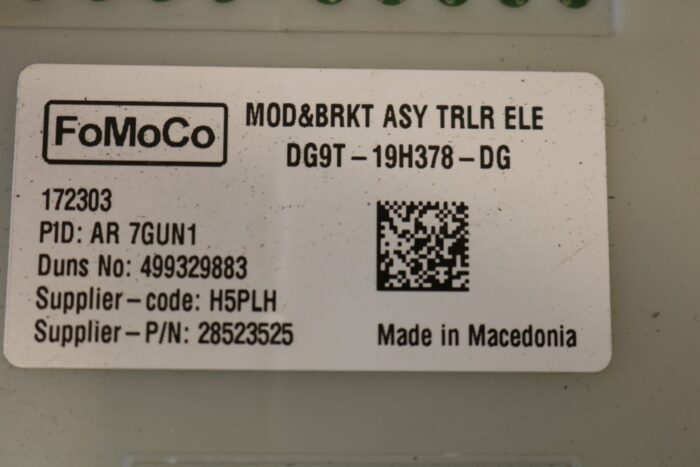 FoMoCo
MOD&BRKT ASY TRLR ELE
DG9T-19H378-DG
172303
PID: AR 7GUN1
Duns No: 499329883
Supplier-code: H5PLH
Supplier-P/N: 28523525
Made in Macedonia